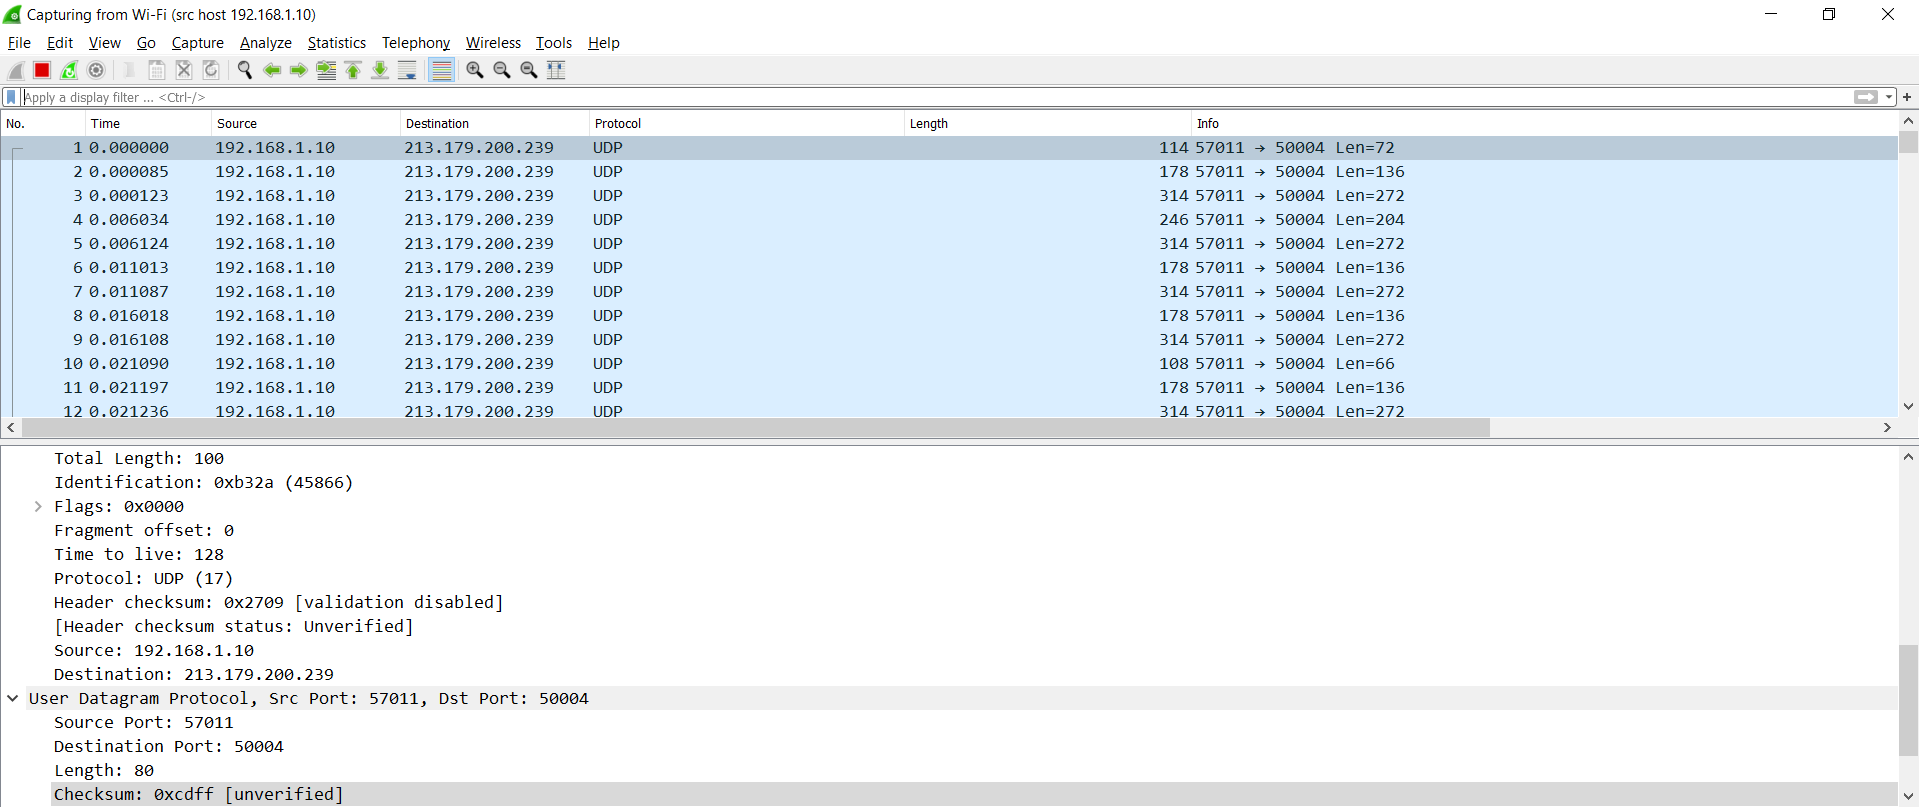 Capturing from Wi-Fi (src host 192.168.1.10)
File Edit View Go Capture Analyze Statistics Telephony Wireless Tools Help
Apply a display filter ... <Ctrl-/>
No. Time Source Destination Protocol Length Info
1 0.000000 192.168.1.10 213.179.200.239 UDP 114 57011 → 50004 Len=72
2 0.000085 192.168.1.10 213.179.200.239 UDP 178 57011 → 50004 Len=136
3 0.000123 192.168.1.10 213.179.200.239 UDP 314 57011 → 50004 Len=272
4 0.006034 192.168.1.10 213.179.200.239 UDP 246 57011 → 50004 Len=204
5 0.006124 192.168.1.10 213.179.200.239 UDP 314 57011 → 50004 Len=272
6 0.011013 192.168.1.10 213.179.200.239 UDP 178 57011 → 50004 Len=136
7 0.011087 192.168.1.10 213.179.200.239 UDP 314 57011 → 50004 Len=272
8 0.016018 192.168.1.10 213.179.200.239 UDP 178 57011 → 50004 Len=136
9 0.016108 192.168.1.10 213.179.200.239 UDP 314 57011 → 50004 Len=272
10 0.021090 192.168.1.10 213.179.200.239 UDP 108 57011 → 50004 Len=66
11 0.021197 192.168.1.10 213.179.200.239 UDP 178 57011 → 50004 Len=136
12 0.021236 192.168.1.10 213.179.200.239 UDP 314 57011 → 50004 Len=272
Total Length: 100
Identification: 0xb32a (45866)
Flags: 0x0000
Fragment offset: 0
Time to live: 128
Protocol: UDP (17)
Header checksum: 0x2709 [validation disabled]
[Header checksum status: Unverified]
Source: 192.168.1.10
Destination: 213.179.200.239
User Datagram Protocol, Src Port: 57011, Dst Port: 50004
Source Port: 57011
Destination Port: 50004
Length: 80
Checksum: 0xcdff [unverified]